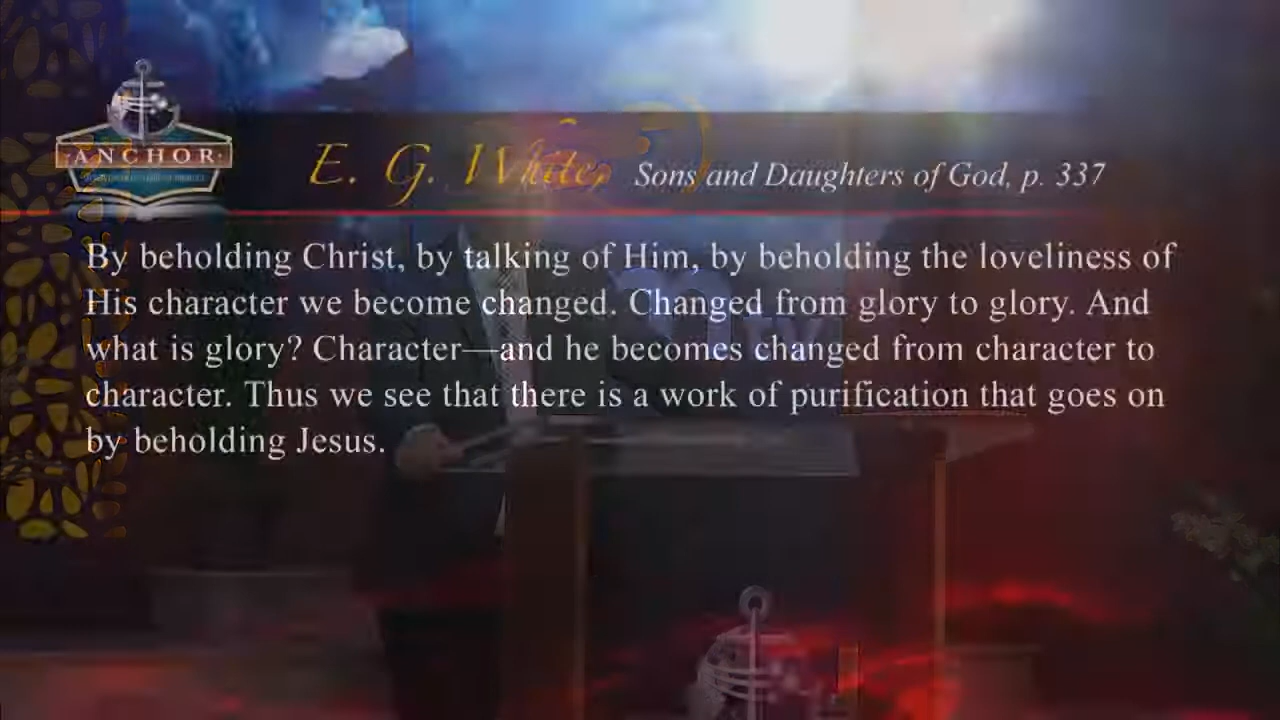 ANCHOR
E. G. White, Sons and Daughters of God, p. 337
By beholding Christ, by talking of Him, by beholding the loveliness of
His character we become changed. Changed from glory to glory. And
what is glory? Character—and he becomes changed from character to
character. Thus we see that there is a work of purification that goes on
by beholding Jesus.